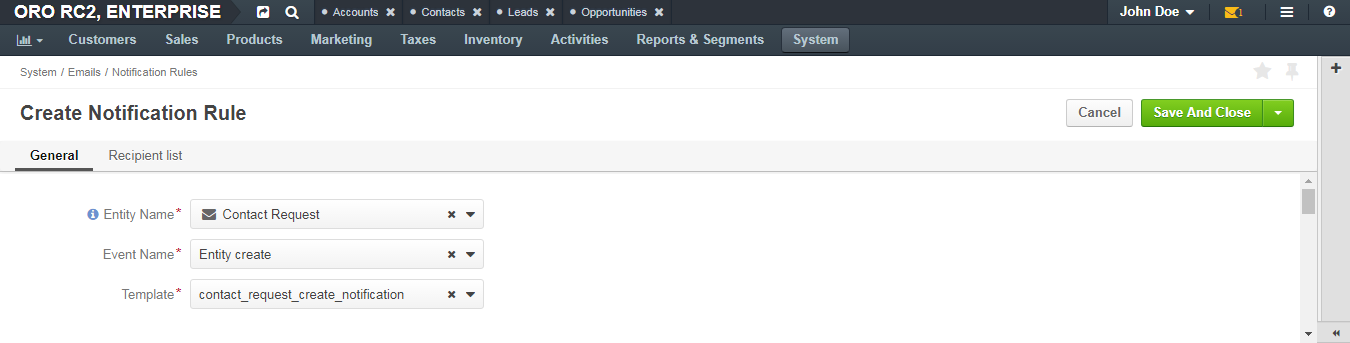 ORO RC2, ENTERPRISE
• Accounts ✖ • Contacts ✖ • Leads ✖ • Opportunities ✖
John Doe
1
Customers Sales Products Marketing Taxes Inventory Activities Reports & Segments System
System / Emails / Notification Rules
Create Notification Rule
Cancel Save And Close
General Recipient list
Entity Name* Contact Request
Event Name* Entity create
Template* contact_request_create_notification